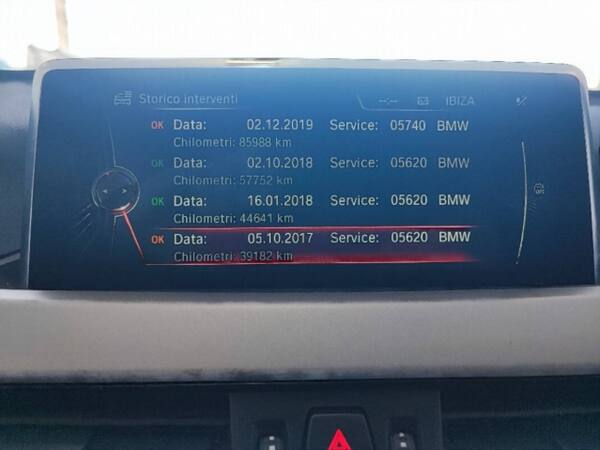 Storico interventi --:-- IBIZA
OK Data: 02.12.2019 Service: 05740 BMW
Chilometri: 85988 km
OK Data: 02.10.2018 Service: 05620 BMW
Chilometri: 57752 km
OK Data: 16.01.2018 Service: 05620 BMW
Chilometri: 44641 km
OK Data: 05.10.2017 Service: 05620 BMW
Chilometri: 39182 km